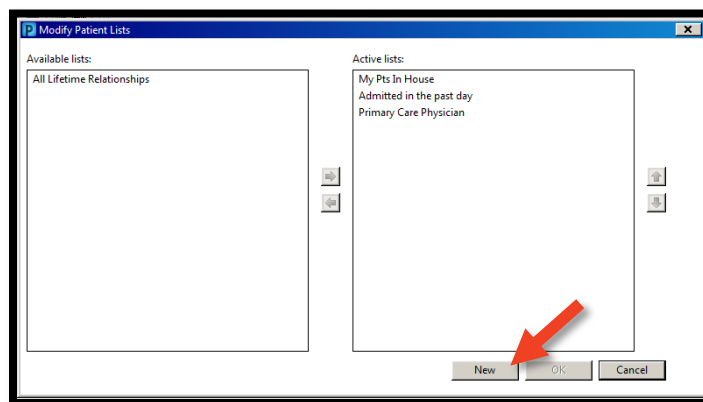 P Modify Patient Lists
Available lists:
All Lifetime Relationships
Active lists:
My Pts In House
Admitted in the past day
Primary Care Physician
New
OK
Cancel